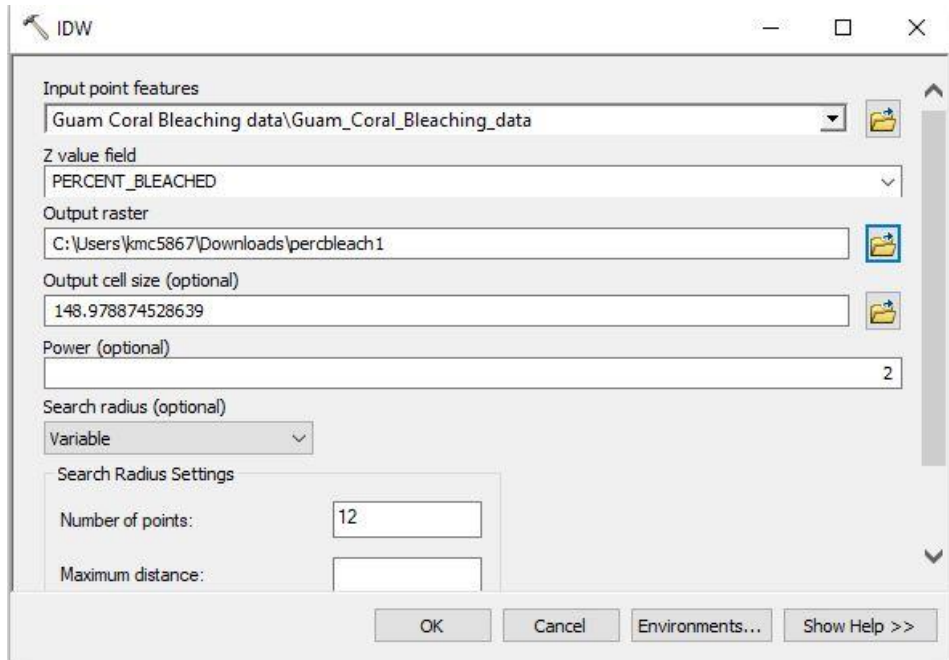 IDW
Input point features
Guam Coral Bleaching data\Guam_Coral_Bleaching_data
Z value field
PERCENT_BLEACHED
Output raster
C:\Users\kmc5867\Downloads\percbleach1
Output cell size (optional)
148.978874528639
Power (optional)
2
Search radius (optional)
Variable
Search Radius Settings
Number of points: 12
Maximum distance:
OK Cancel Environments... Show Help >>